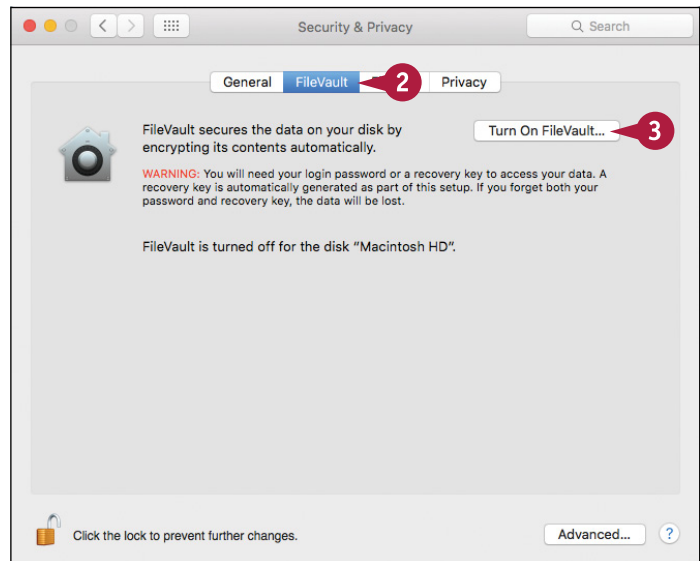 Security & Privacy
Search
General FileVault Privacy
2
FileVault secures the data on your disk by
encrypting its contents automatically.
Turn On FileVault...
3
WARNING: You will need your login password or a recovery key to access your data. A
recovery key is automatically generated as part of this setup. If you forget both your
password and recovery key, the data will be lost.
FileVault is turned off for the disk “Macintosh HD”.
Click the lock to prevent further changes.
Advanced...
?